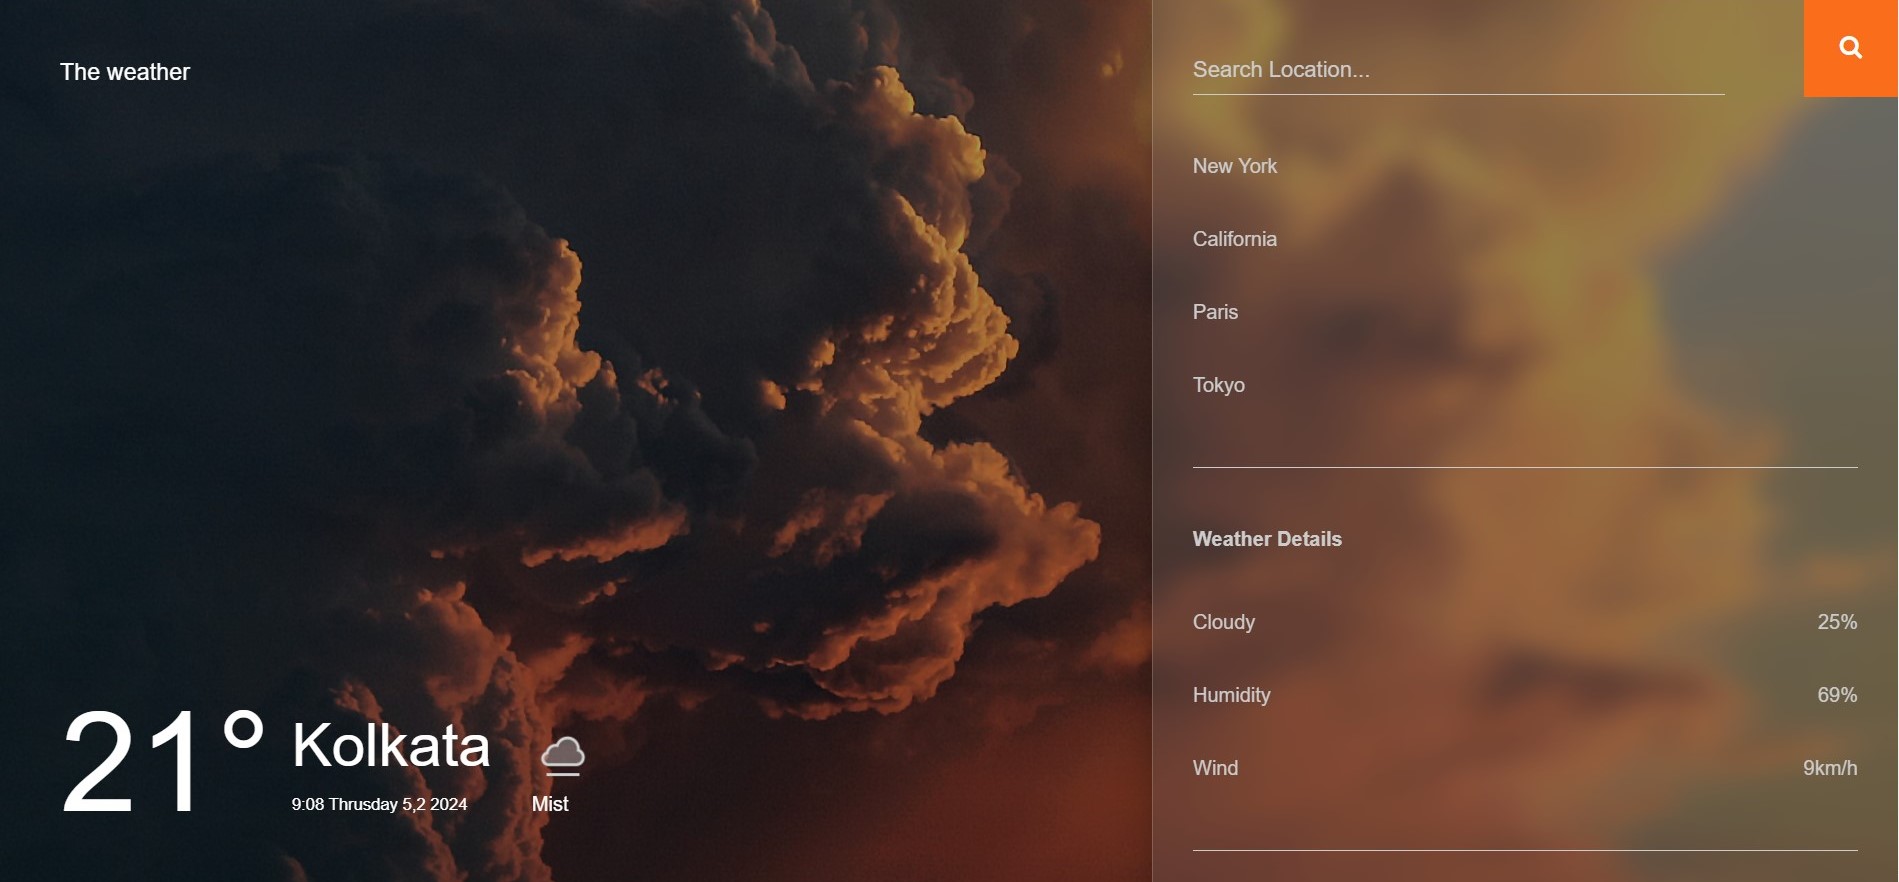 The weather
21° Kolkata
9:08 Thrusday 5,2 2024
Mist
Search Location...
New York
California
Paris
Tokyo
Weather Details
Cloudy 25%
Humidity 69%
Wind 9km/h